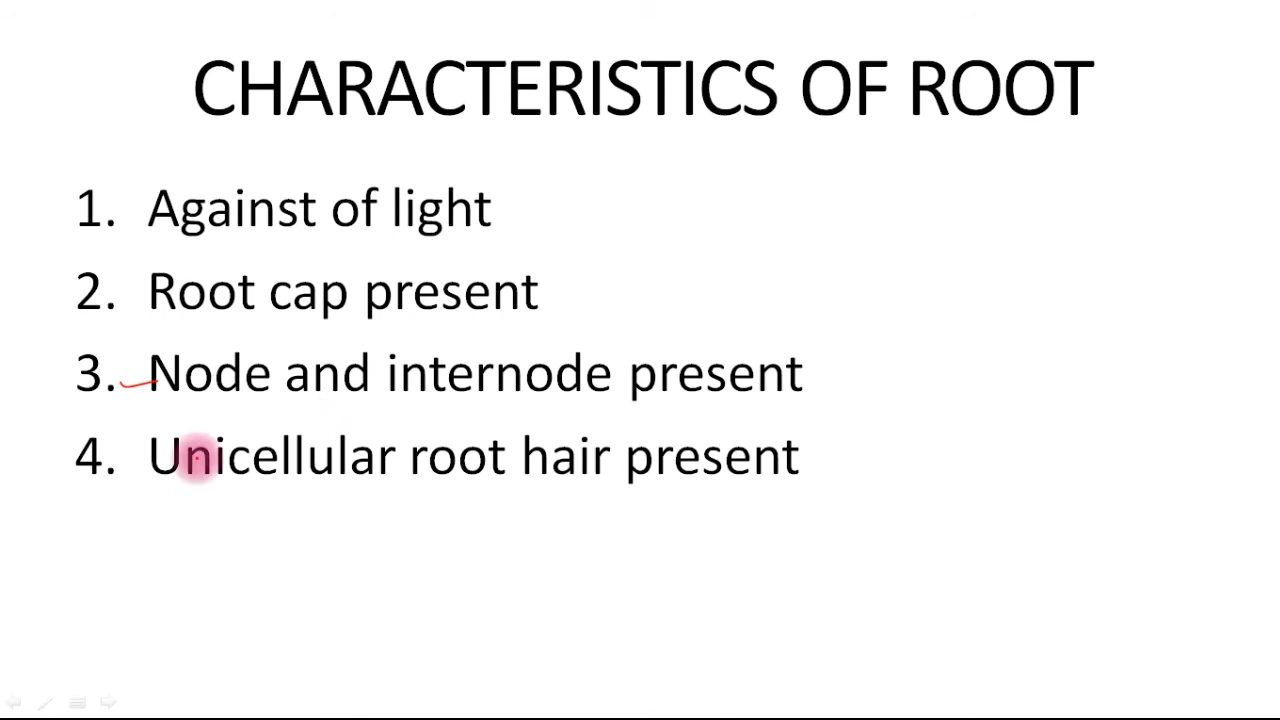 CHARACTERISTICS OF ROOT
1. Against of light
2. Root cap present
3. Node and internode present
4. Unicellular root hair present